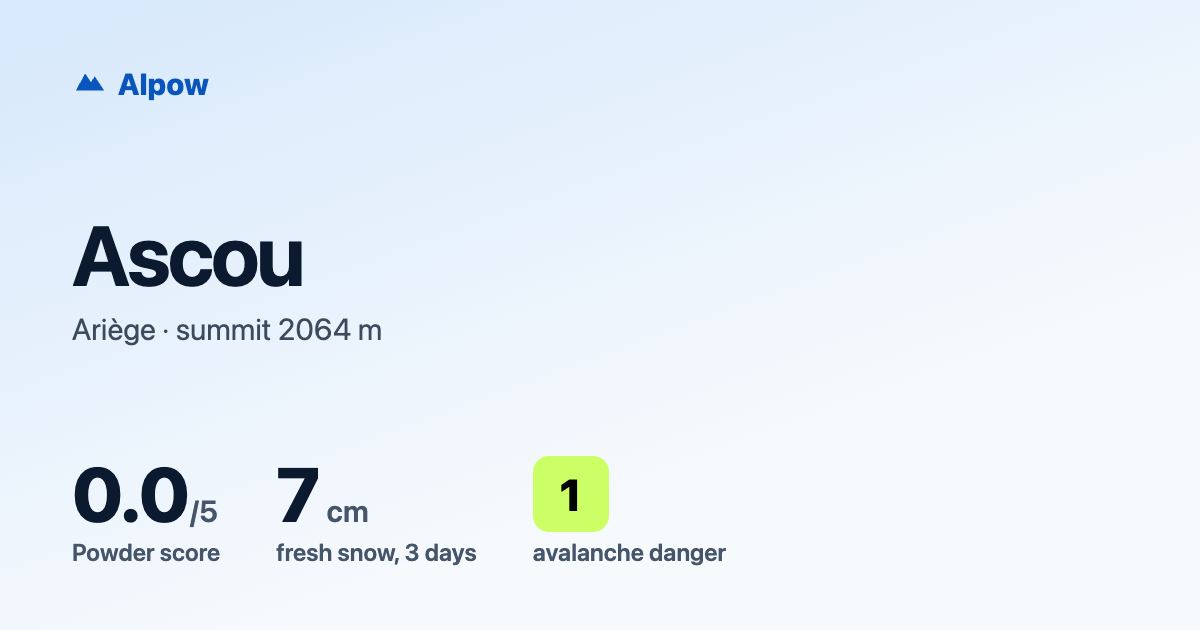 Alpow
Ascou
Ariège · summit 2064 m
0.0/5
Powder score
7 cm
fresh snow, 3 days
1
avalanche danger